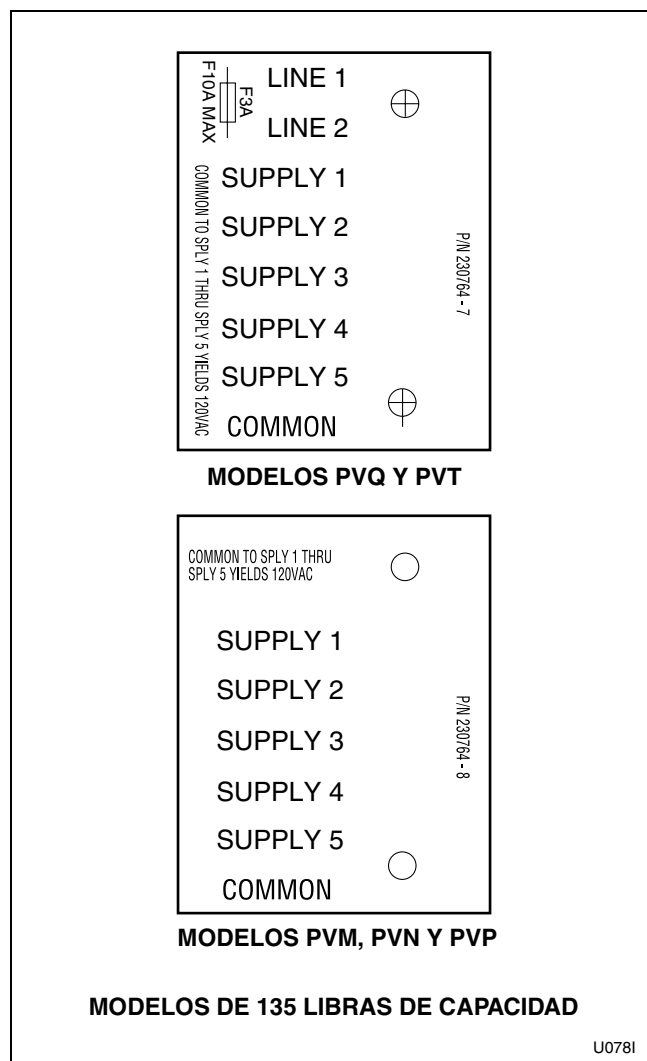 F10A MAX
F3A
LINE 1
LINE 2
COMMON TO SPLY 1 THRU SPLY 5 YIELDS 120VAC
SUPPLY 1
SUPPLY 2
SUPPLY 3
SUPPLY 4
SUPPLY 5
COMMON
P/N 230764 - 7
MODELOS PVQ Y PVT
COMMON TO SPLY 1 THRU
SPLY 5 YIELDS 120VAC
SUPPLY 1
SUPPLY 2
SUPPLY 3
SUPPLY 4
SUPPLY 5
COMMON
P/N 230764 - 8
MODELOS PVM, PVN Y PVP
MODELOS DE 135 LIBRAS DE CAPACIDAD
U078I